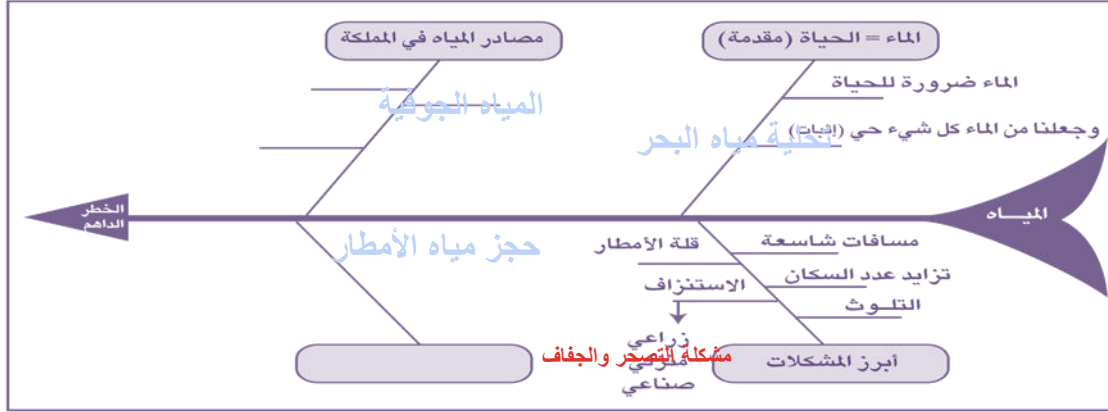 الماء = الحياة (مقدمة)
مصادر المياه في المملكة
الماء ضرورة للحياة
المياه الجوفية
وجعلنا من الماء كل شيء حي (إثبات)
تحلية مياه البحر
الميـــاه
الخطر
الداهم
مسافات شاسعة
قلة الأمطار
حجز مياه الأمطار
تزايد عدد السكان
الاستنزاف
التلـوث
زراعي
منزلي
صناعي
مشكلة التصحر والجفاف
أبرز المشكلات